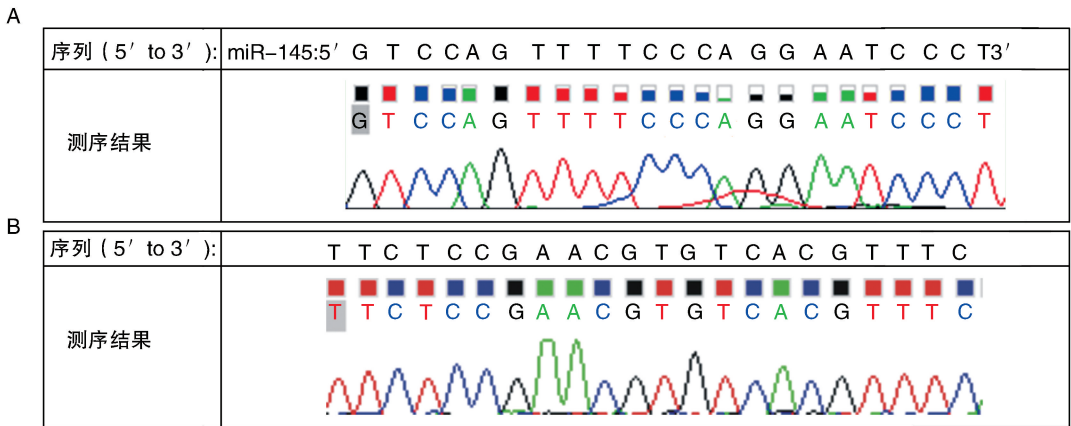 A
序列 ( 5′ to 3′ ): miR−145:5′ G T C C A G T T T T C C C A G G A A T C C C T3′
测序结果
G T C C A G T T T T C C C A G G A A T C C C T
B
序列 ( 5′ to 3′ ): T T C T C C G A A C G T G T C A C G T T T C
测序结果
T T C T C C G A A C G T G T C A C G T T T C